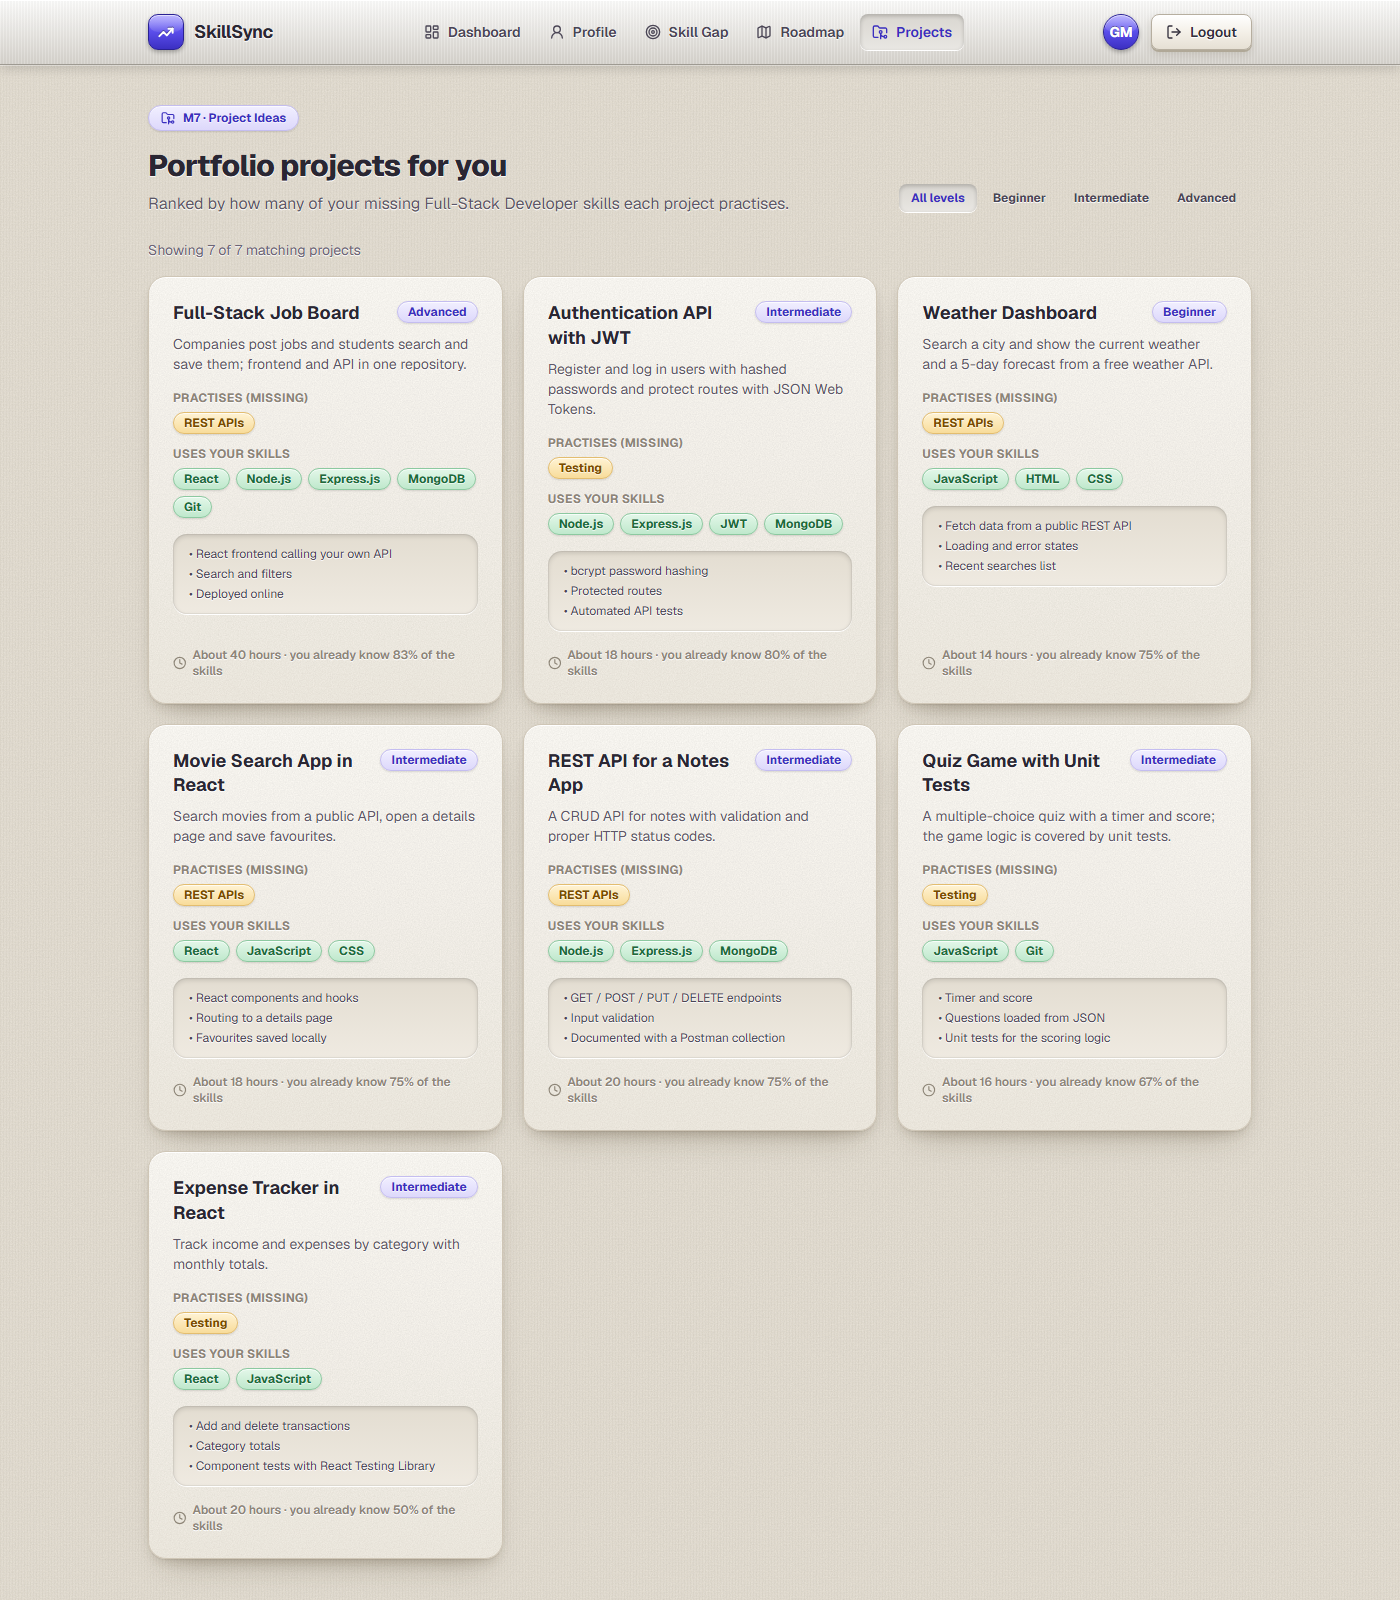 SkillSync
Dashboard
Profile
Skill Gap
Roadmap
Projects
GM
Logout
M7 · Project Ideas
Portfolio projects for you
Ranked by how many of your missing Full-Stack Developer skills each project practises.
All levels
Beginner
Intermediate
Advanced
Showing 7 of 7 matching projects
Full-Stack Job Board
Advanced
Companies post jobs and students search and
save them; frontend and API in one repository.
PRACTISES (MISSING)
REST APIs
USES YOUR SKILLS
React Node.js Express.js MongoDB
Git
• React frontend calling your own API
• Search and filters
• Deployed online
About 40 hours · you already know 83% of the
skills
Authentication API
with JWT
Intermediate
Register and log in users with hashed
passwords and protect routes with JSON Web
Tokens.
PRACTISES (MISSING)
Testing
USES YOUR SKILLS
Node.js Express.js JWT MongoDB
• bcrypt password hashing
• Protected routes
• Automated API tests
About 18 hours · you already know 80% of the
skills
Weather Dashboard
Beginner
Search a city and show the current weather
and a 5-day forecast from a free weather API.
PRACTISES (MISSING)
REST APIs
USES YOUR SKILLS
JavaScript HTML CSS
• Fetch data from a public REST API
• Loading and error states
• Recent searches list
About 14 hours · you already know 75% of the
skills
Movie Search App in
React
Intermediate
Search movies from a public API, open a details
page and save favourites.
PRACTISES (MISSING)
REST APIs
USES YOUR SKILLS
React JavaScript CSS
• React components and hooks
• Routing to a details page
• Favourites saved locally
About 18 hours · you already know 75% of the
skills
REST API for a Notes
App
Intermediate
A CRUD API for notes with validation and
proper HTTP status codes.
PRACTISES (MISSING)
REST APIs
USES YOUR SKILLS
Node.js Express.js MongoDB
• GET / POST / PUT / DELETE endpoints
• Input validation
• Documented with a Postman collection
About 20 hours · you already know 75% of the
skills
Quiz Game with Unit
Tests
Intermediate
A multiple-choice quiz with a timer and score;
the game logic is covered by unit tests.
PRACTISES (MISSING)
Testing
USES YOUR SKILLS
JavaScript Git
• Timer and score
• Questions loaded from JSON
• Unit tests for the scoring logic
About 16 hours · you already know 67% of the
skills
Expense Tracker in
React
Intermediate
Track income and expenses by category with
monthly totals.
PRACTISES (MISSING)
Testing
USES YOUR SKILLS
React JavaScript
• Add and delete transactions
• Category totals
• Component tests with React Testing Library
About 20 hours · you already know 50% of the
skills